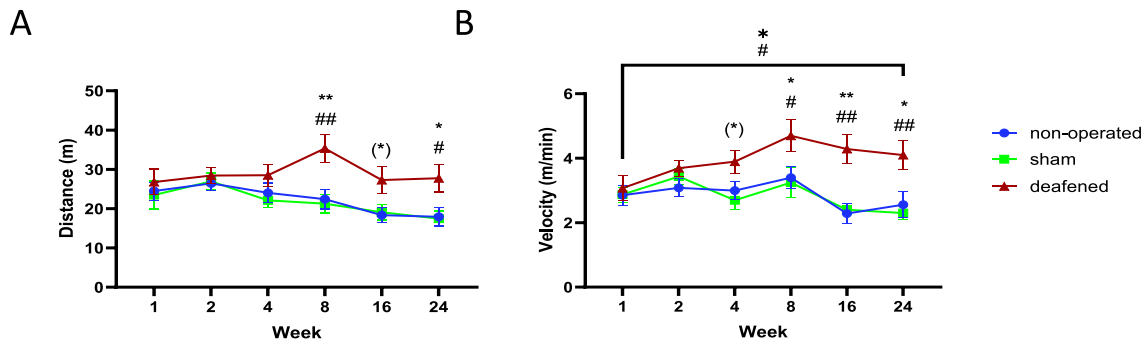 A
B
Distance (m)
50
40
30
20
10
0
**
##
(*)
*
#
1 2 4 8 16 24
Week
Velocity (m/min)
6
4
2
0
*
#
(*)
*
#
**
##
*
##
1 2 4 8 16 24
Week
non-operated
sham
deafened